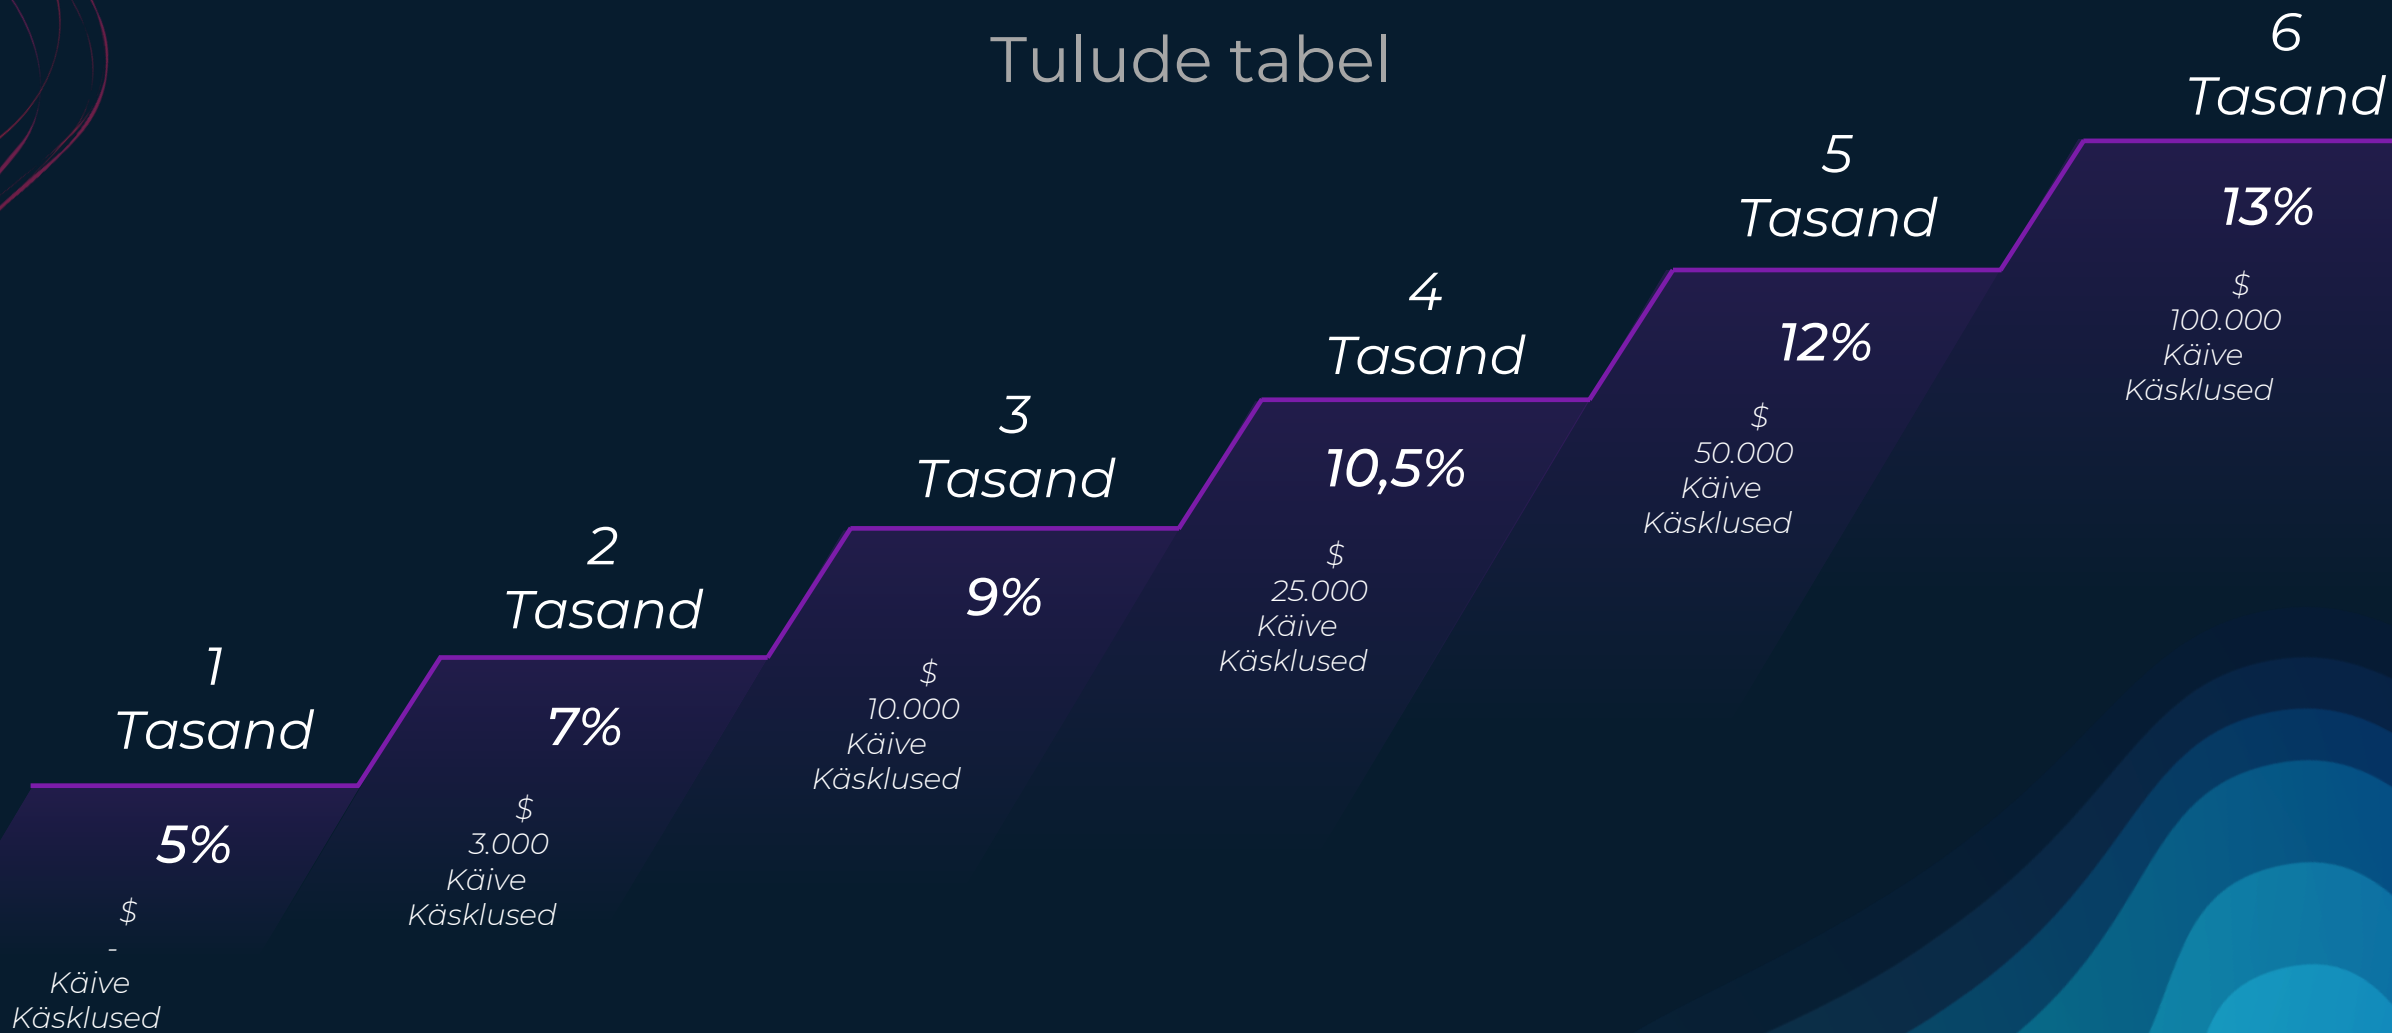 Tulude tabel
1
Tasand
5%
$
-
Käive
Käsklused
2
Tasand
7%
$
3.000
Käive
Käsklused
3
Tasand
9%
$
10.000
Käive
Käsklused
4
Tasand
10,5%
$
25.000
Käive
Käsklused
5
Tasand
12%
$
50.000
Käive
Käsklused
6
Tasand
13%
$
100.000
Käive
Käsklused